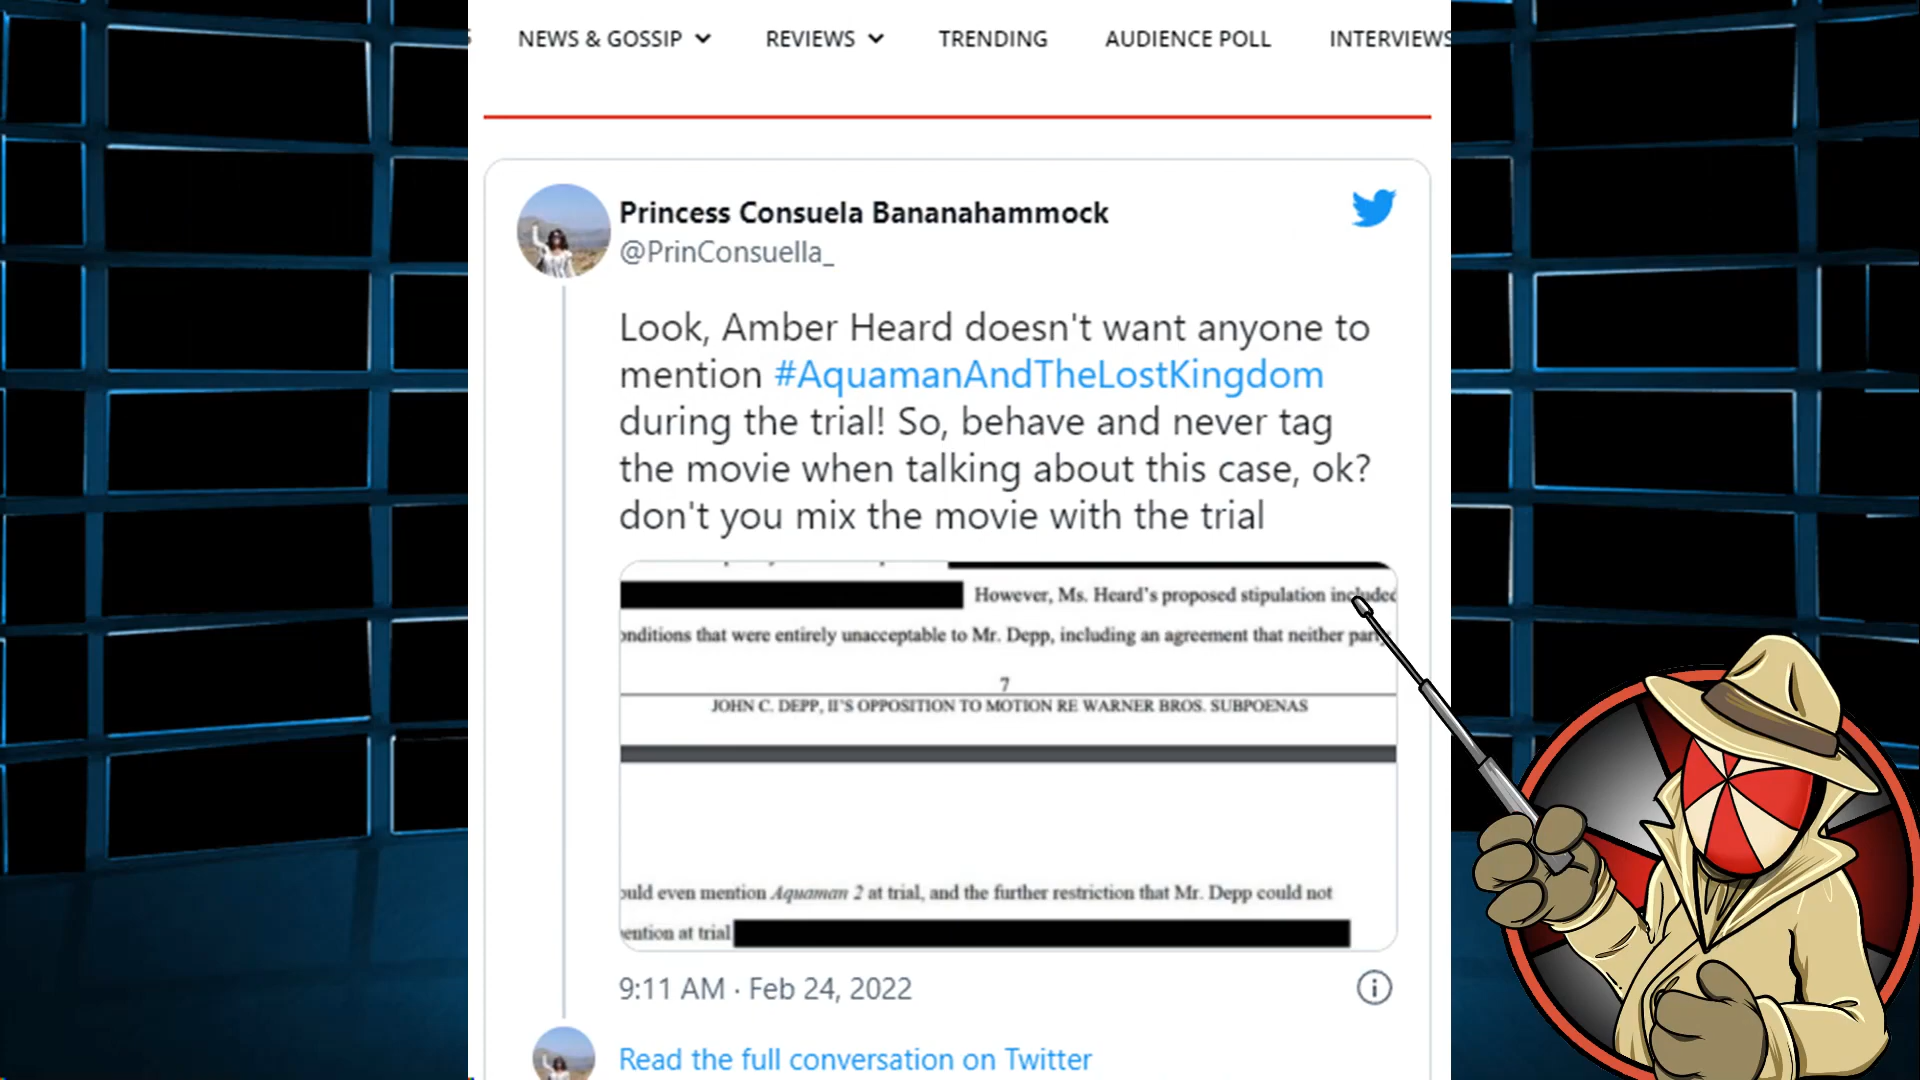 NEWS & GOSSIP REVIEWS TRENDING AUDIENCE POLL INTERVIEWS
Princess Consuela Bananahammock
@PrinConsuella_
Look, Amber Heard doesn't want anyone to
mention #AquamanAndTheLostKingdom
during the trial! So, behave and never tag
the movie when talking about this case, ok?
don't you mix the movie with the trial
However, Ms. Heard's proposed stipulation included
onditions that were entirely unacceptable to Mr. Depp, including an agreement that neither party
7
JOHN C. DEPP, II'S OPPOSITION TO MOTION RE WARNER BROS. SUBPOENAS
ould even mention Aquaman 2 at trial, and the further restriction that Mr. Depp could not
ention at trial
9:11 AM · Feb 24, 2022
Read the full conversation on Twitter